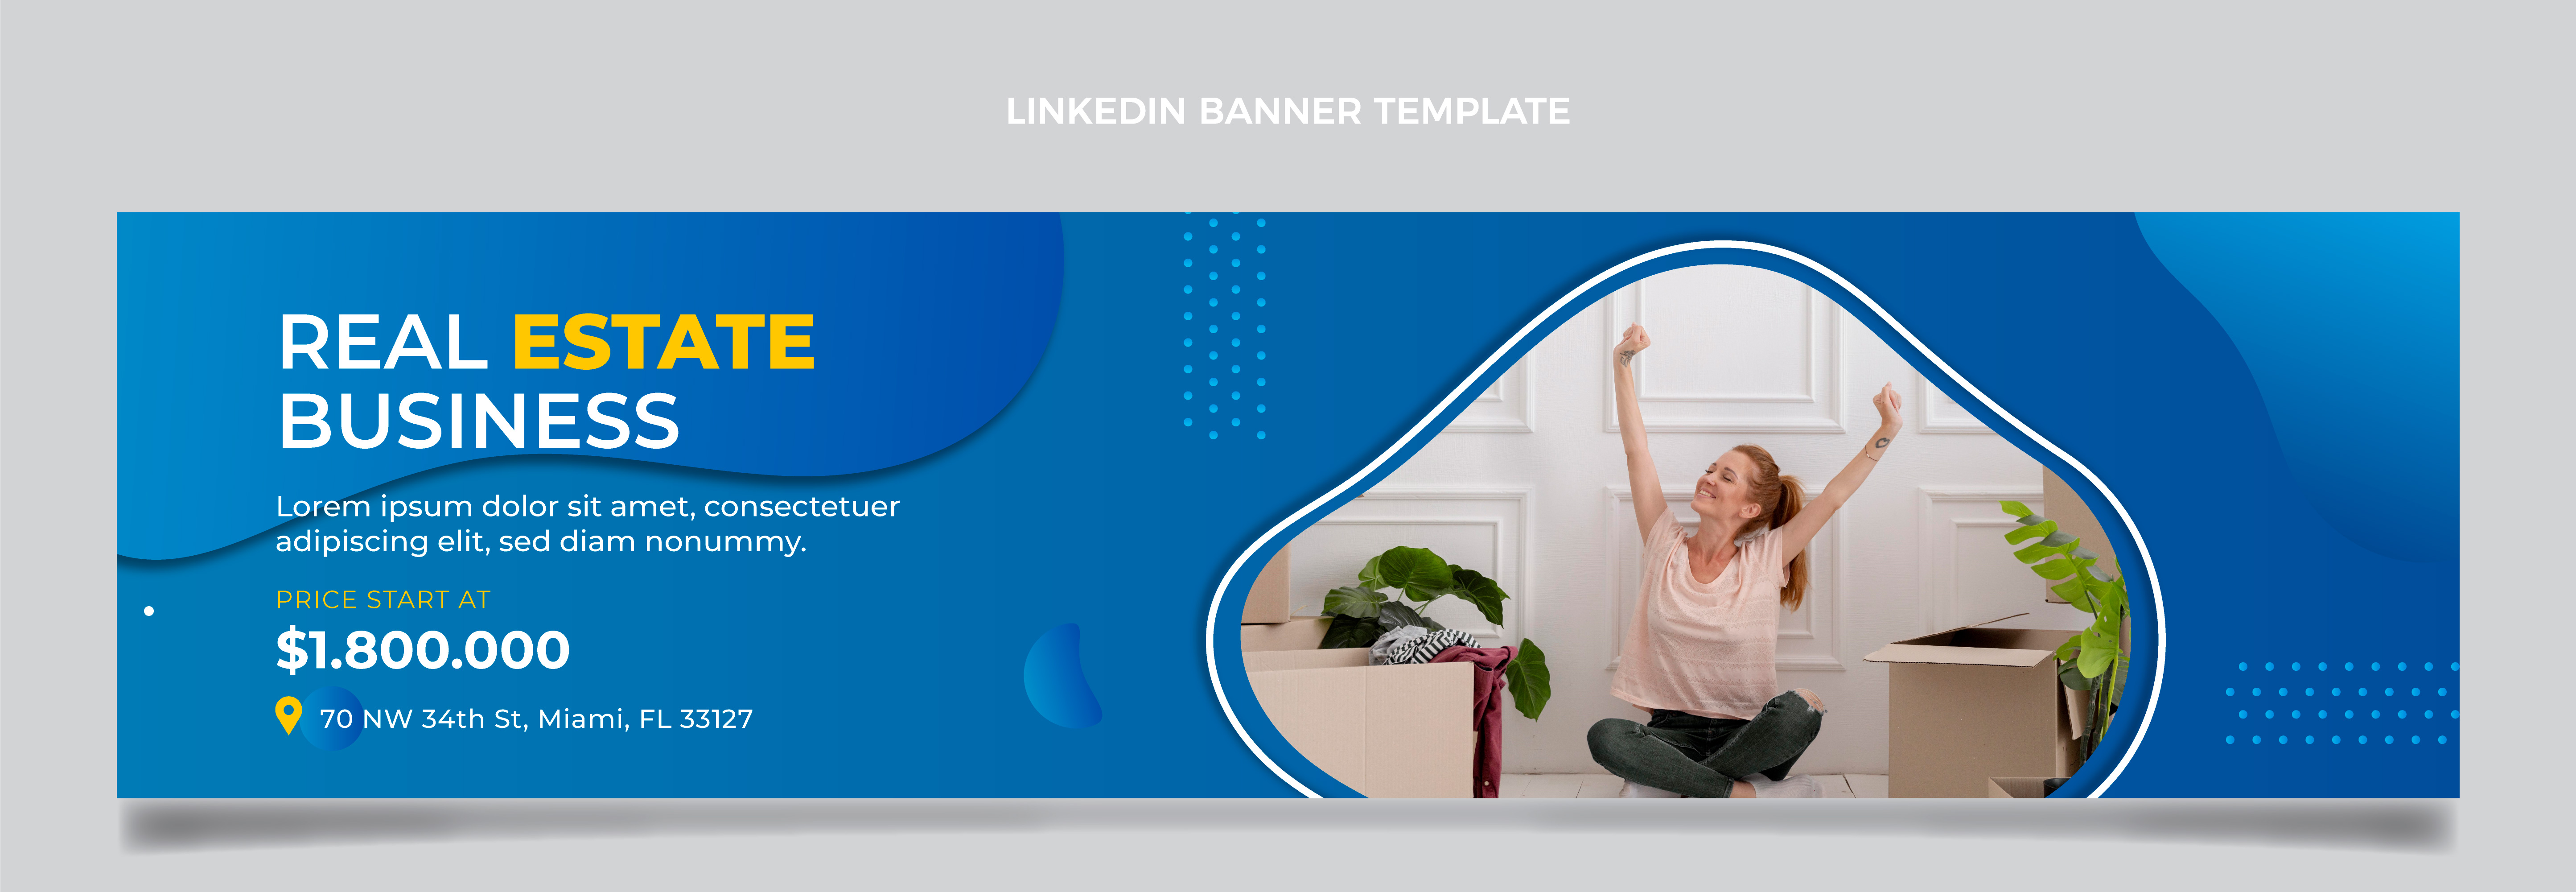 LINKEDIN BANNER TEMPLATE
REAL ESTATE
BUSINESS
Lorem ipsum dolor sit amet, consectetuer
adipiscing elit, sed diam nonummy.
PRICE START AT
$1.800.000
70 NW 34th St, Miami, FL 33127